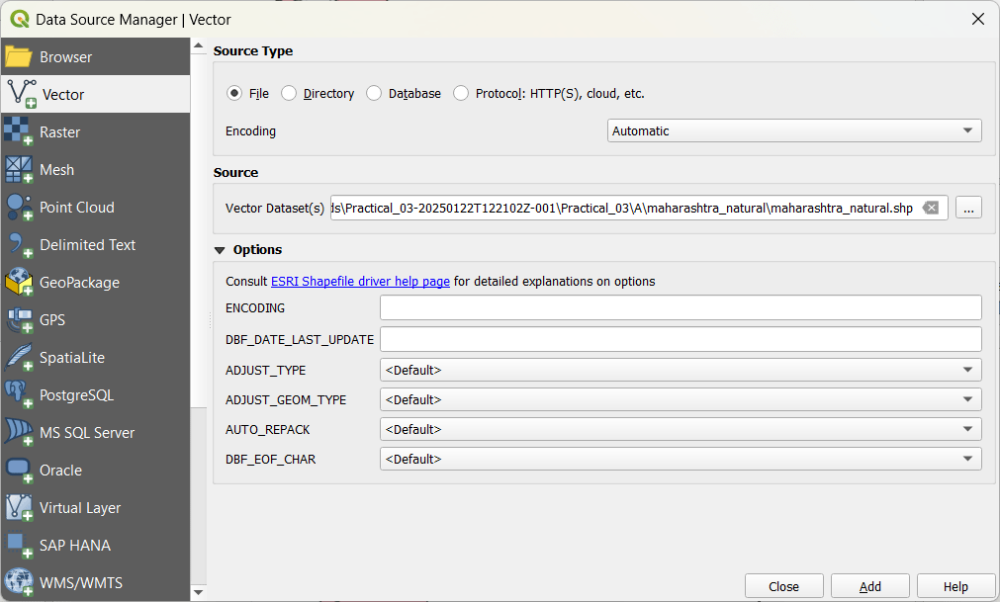 Data Source Manager | Vector
Browser
Vector
Raster
Mesh
Point Cloud
Delimited Text
GeoPackage
GPS
SpatiaLite
PostgreSQL
MS SQL Server
Oracle
Virtual Layer
SAP HANA
WMS/WMTS
Source Type
File Directory Database Protocol: HTTP(S), cloud, etc.
Encoding Automatic
Source
Vector Dataset(s) ds\Practical_03-20250122T122102Z-001\Practical_03\A\maharashtra_natural\maharashtra_natural.shp ...
Options
Consult ESRI Shapefile driver help page for detailed explanations on options
ENCODING
DBF_DATE_LAST_UPDATE
ADJUST_TYPE <Default>
ADJUST_GEOM_TYPE <Default>
AUTO_REPACK <Default>
DBF_EOF_CHAR <Default>
Close Add Help